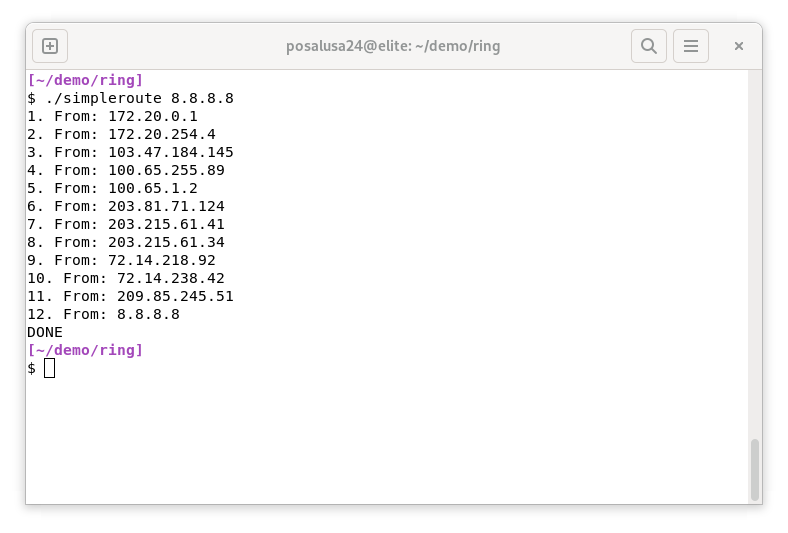 posalusa24@elite: ~/demo/ring
[~/demo/ring]
$ ./simpleroute 8.8.8.8
1. From: 172.20.0.1
2. From: 172.20.254.4
3. From: 103.47.184.145
4. From: 100.65.255.89
5. From: 100.65.1.2
6. From: 203.81.71.124
7. From: 203.215.61.41
8. From: 203.215.61.34
9. From: 72.14.218.92
10. From: 72.14.238.42
11. From: 209.85.245.51
12. From: 8.8.8.8
DONE
[~/demo/ring]
$